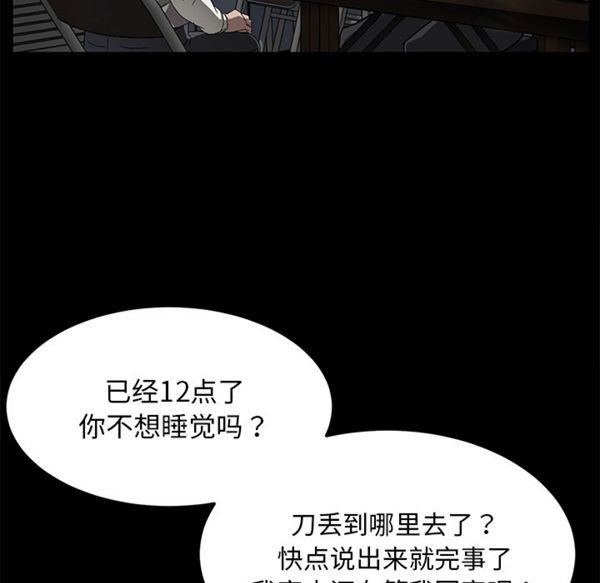 已经12点了
你不想睡觉吗？
刀丢到哪里去了？
快点说出来就完事了